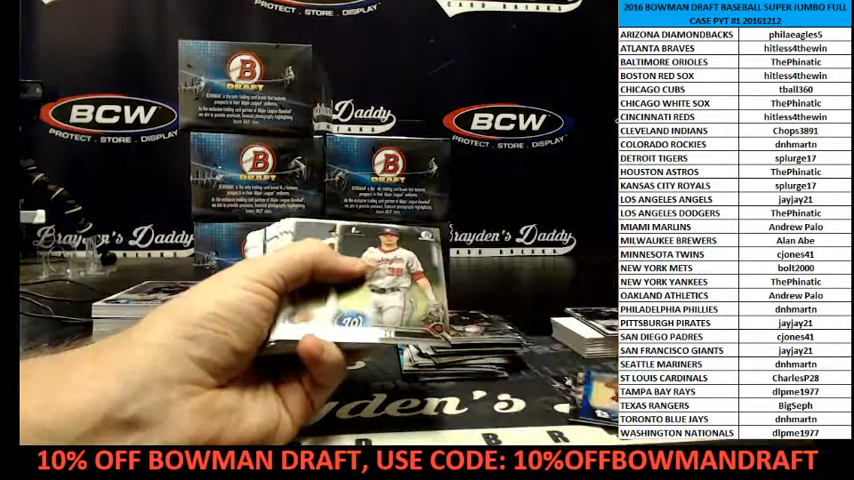 2016 BOWMAN DRAFT BASEBALL SUPER JUMBO FULL
CASE PYT #1 20161212
ARIZONA DIAMONDBACKS philaeagles5
ATLANTA BRAVES hitless4thewin
BALTIMORE ORIOLES ThePhinatic
BOSTON RED SOX hitless4thewin
CHICAGO CUBS tball360
CHICAGO WHITE SOX ThePhinatic
CINCINNATI REDS hitless4thewin
CLEVELAND INDIANS Chops3891
COLORADO ROCKIES dnhmartn
DETROIT TIGERS splurge17
HOUSTON ASTROS ThePhinatic
KANSAS CITY ROYALS splurge17
LOS ANGELES ANGELS jayjay21
LOS ANGELES DODGERS ThePhinatic
MIAMI MARLINS Andrew Palo
MILWAUKEE BREWERS Alan Abe
MINNESOTA TWINS cjones41
NEW YORK METS bolt2000
NEW YORK YANKEES ThePhinatic
OAKLAND ATHLETICS Andrew Palo
PHILADELPHIA PHILLIES dnhmartn
PITTSBURGH PIRATES jayjay21
SAN DIEGO PADRES cjones41
SAN FRANCISCO GIANTS jayjay21
SEATTLE MARINERS dnhmartn
ST LOUIS CARDINALS CharlesP28
TAMPA BAY RAYS dlpme1977
TEXAS RANGERS BigSeph
TORONTO BLUE JAYS dnhmartn
WASHINGTON NATIONALS dlpme1977
PROTECT · STORE · DISPLAY
BCW
PROTECT. STORE. DISPLAY.
BCW
PROTECT. STORE. DISPLAY.
B
DRAFT
B
DRAFT
B
DRAFT
Daddy
BREAKS
Brayden's Daddy
Brayden's Daddy
38
rayden's
B R
10% OFF BOWMAN DRAFT, USE CODE: 10%OFFBOWMANDRAFT